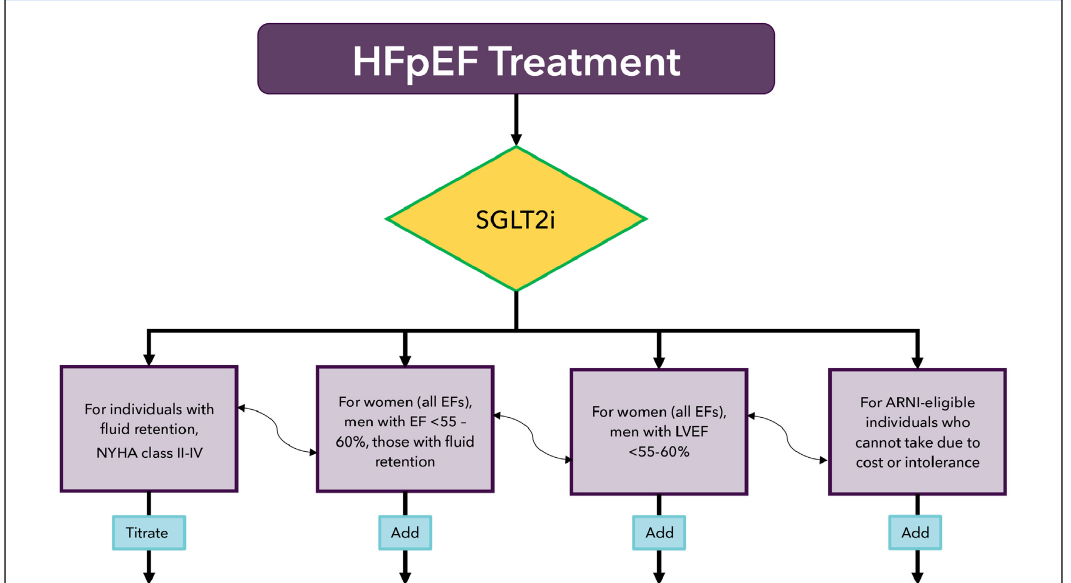 HFpEF Treatment
SGLT2i
For individuals with
fluid retention,
NYHA class II-IV
For women (all EFs),
men with EF <55 –
60%, those with fluid
retention
For women (all EFs),
men with LVEF
<55-60%
For ARNI-eligible
individuals who
cannot take due to
cost or intolerance
Titrate
Add
Add
Add